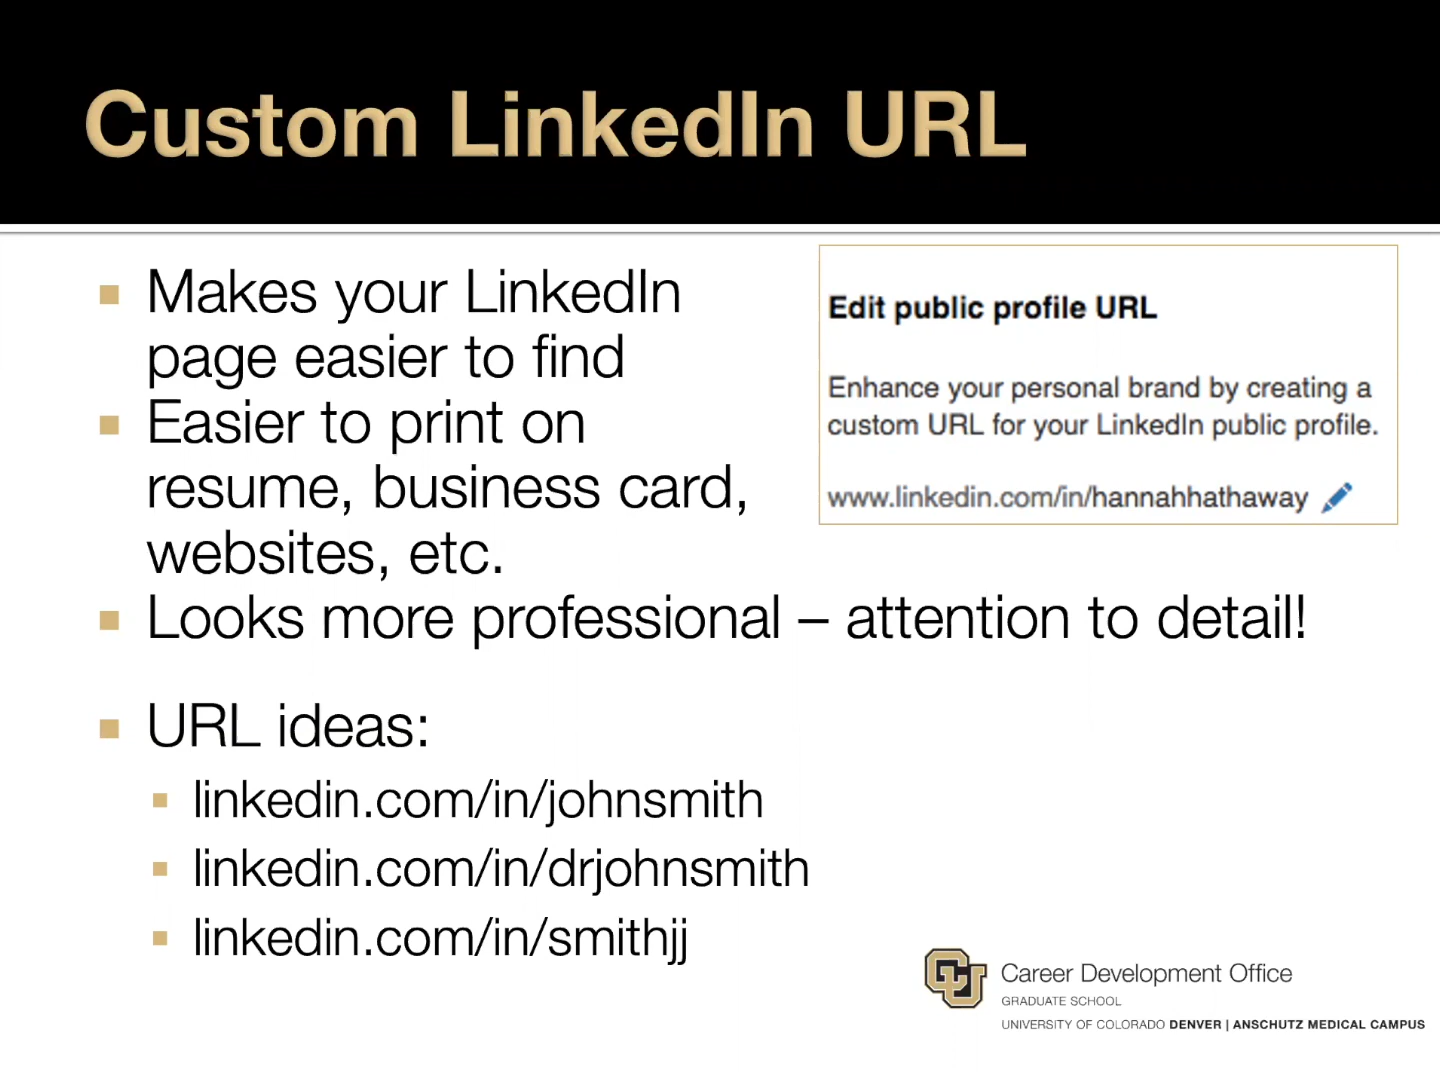 Custom LinkedIn URL
Makes your LinkedIn
page easier to find
Easier to print on
resume, business card,
websites, etc.
Looks more professional – attention to detail!
Edit public profile URL
Enhance your personal brand by creating a
custom URL for your LinkedIn public profile.
www.linkedin.com/in/hannahhathaway
URL ideas:
linkedin.com/in/johnsmith
linkedin.com/in/drjohnsmith
linkedin.com/in/smithjj
CU
Career Development Office
GRADUATE SCHOOL
UNIVERSITY OF COLORADO DENVER | ANSCHUTZ MEDICAL CAMPUS